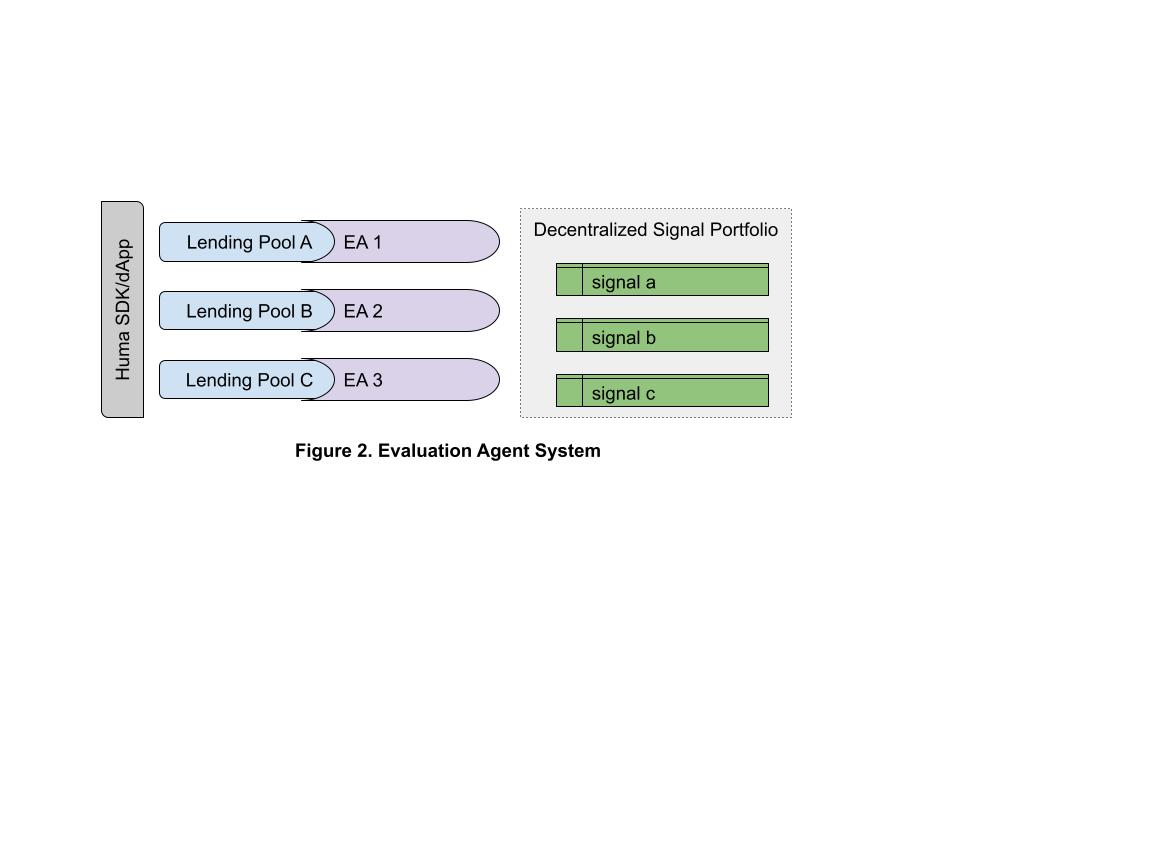 Huma SDK/dApp
Lending Pool A
EA 1
Lending Pool B
EA 2
Lending Pool C
EA 3
Decentralized Signal Portfolio
signal a
signal b
signal c
Figure 2. Evaluation Agent System